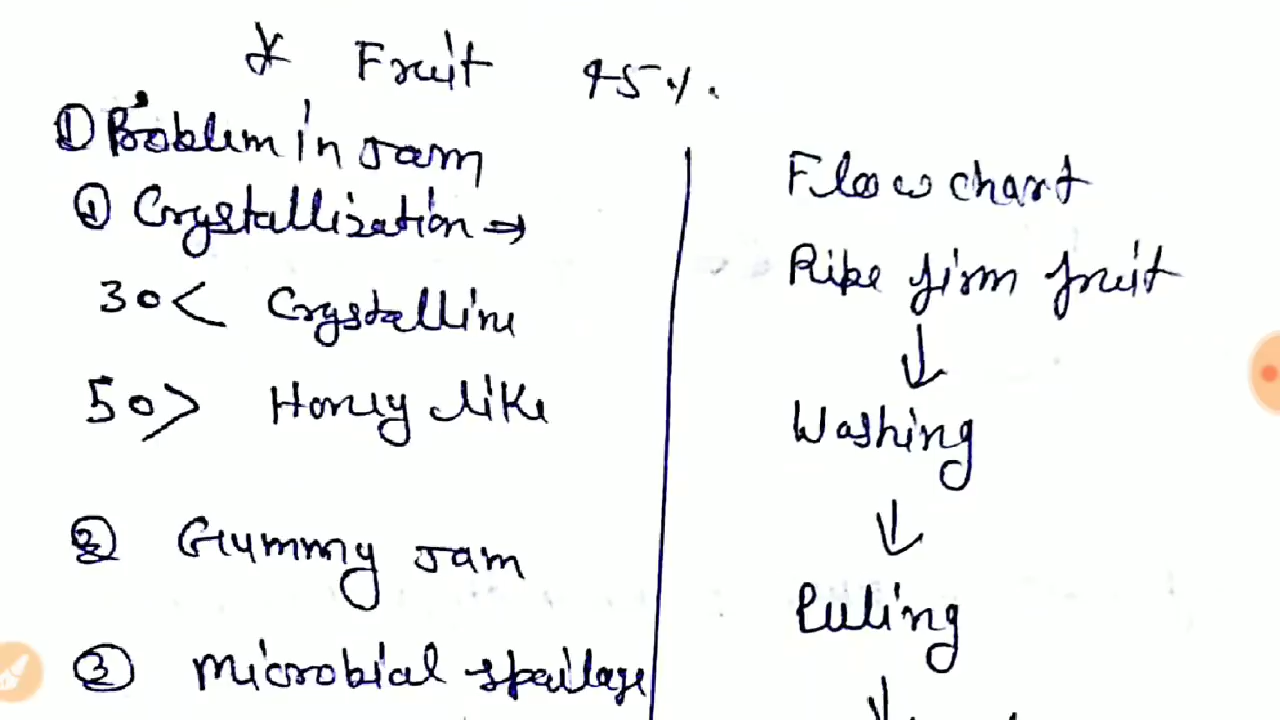 * Fruit 45%.
① Problem in Jam
① Crystallization →
30< Crystalline
50> Honey like
② Gummy Jam
③ Microbial spoilage
Flow chart
Ripe firm fruit
↓
Washing
↓
Peeling
↓